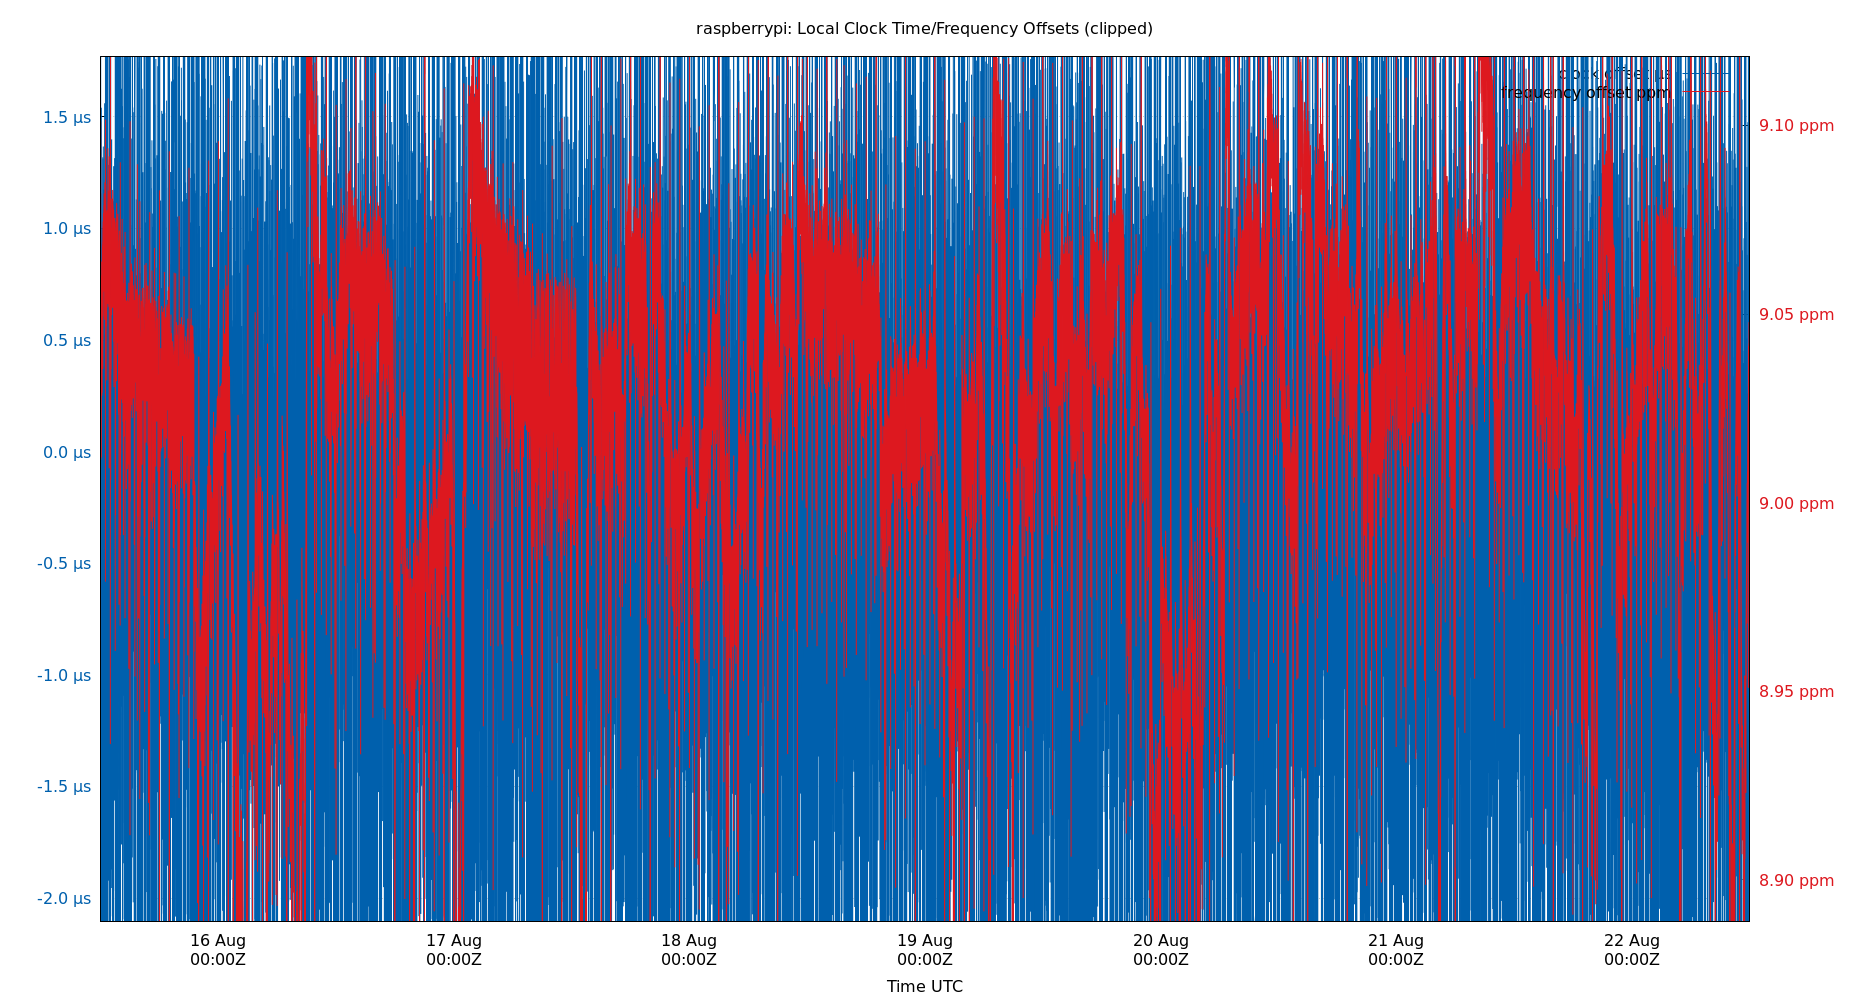 raspberrypi: Local Clock Time/Frequency Offsets (clipped)
clock offset µs
frequency offset ppm
1.5 µs
1.0 µs
0.5 µs
0.0 µs
-0.5 µs
-1.0 µs
-1.5 µs
-2.0 µs
9.10 ppm
9.05 ppm
9.00 ppm
8.95 ppm
8.90 ppm
16 Aug 17 Aug 18 Aug 19 Aug 20 Aug 21 Aug 22 Aug
00:00Z 00:00Z 00:00Z 00:00Z 00:00Z 00:00Z 00:00Z
Time UTC